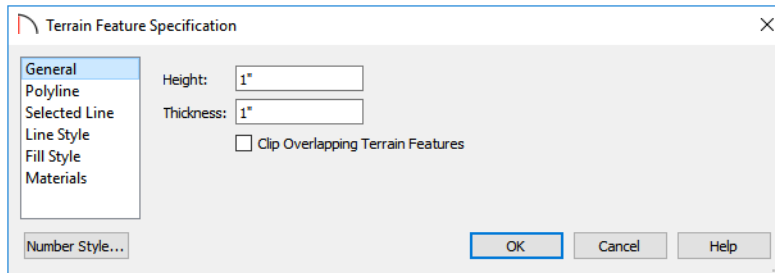 Terrain Feature Specification
General
Polyline
Selected Line
Line Style
Fill Style
Materials
Height: 1"
Thickness: 1"
Clip Overlapping Terrain Features
Number Style...
OK
Cancel
Help